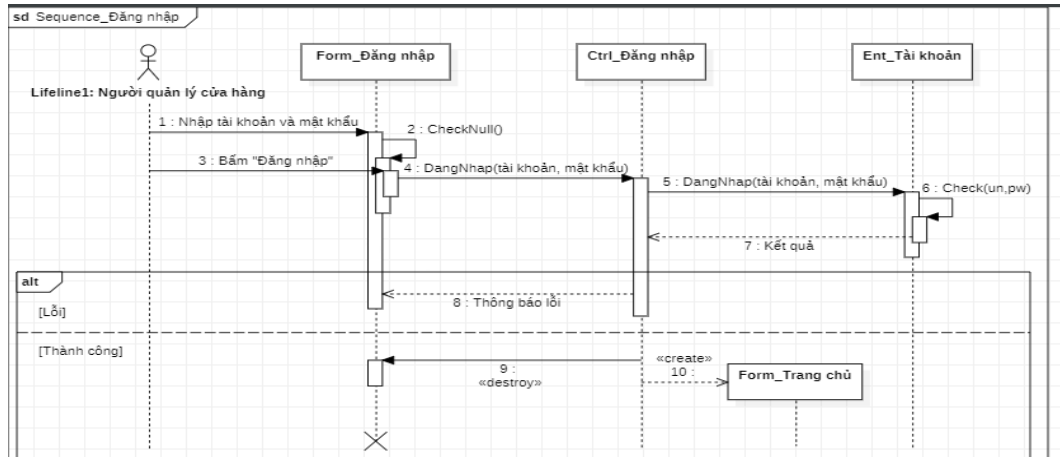 sd Sequence_Đăng nhập
Form_Đăng nhập
Ctrl_Đăng nhập
Ent_Tài khoản
Lifeline1: Người quản lý cửa hàng
1 : Nhập tài khoản và mật khẩu
2 : CheckNull()
3 : Bấm "Đăng nhập"
4 : DangNhap(tài khoản, mật khẩu)
5 : DangNhap(tài khoản, mật khẩu)
6 : Check(un,pw)
7 : Kết quả
alt
8 : Thông báo lỗi
[Lỗi]
[Thành công]
9 :
«destroy»
«create»
10 :
Form_Trang chủ